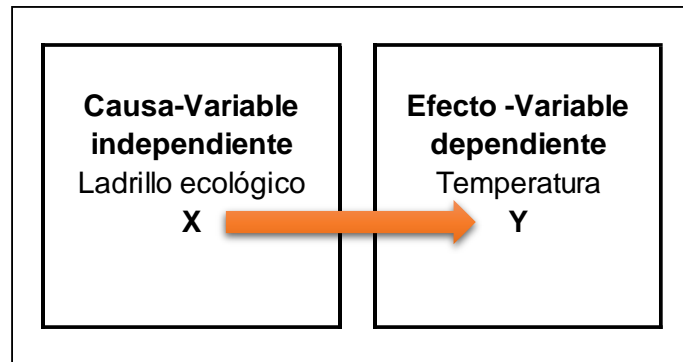 Causa-Variable
independiente
Ladrillo ecológico
X
Efecto -Variable
dependiente
Temperatura
Y